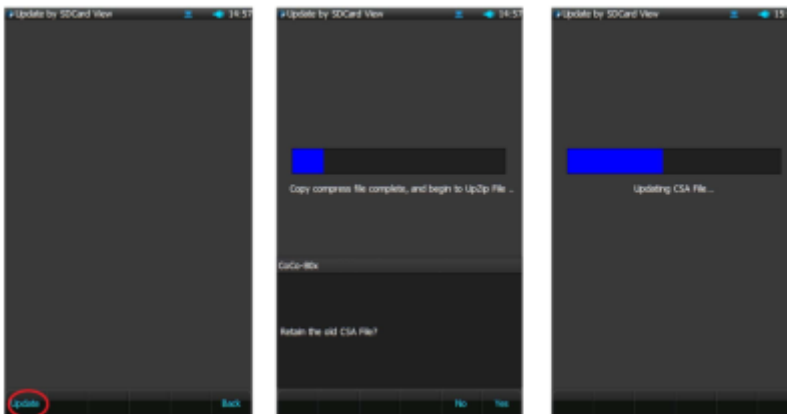 Update by SDCard View 14:57
Update Back
Update by SDCard View 14:57
Copy compress file complete, and begin to UpZip File ..
CoCo-80x
Retain the old CSA File?
No Yes
Update by SDCard View
Updating CSA File...